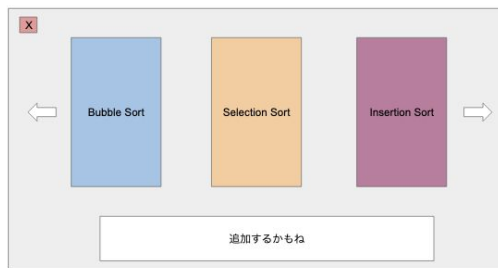 X
Bubble Sort
Selection Sort
Insertion Sort
追加するかもね